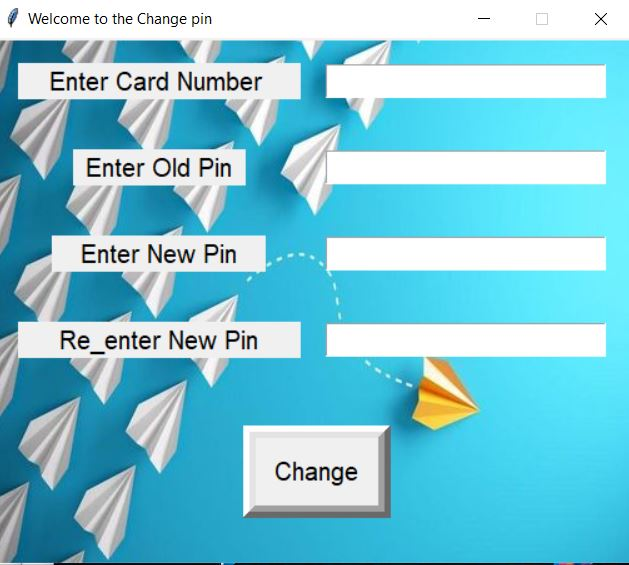 Welcome to the Change pin
Enter Card Number
Enter Old Pin
Enter New Pin
Re_enter New Pin
Change